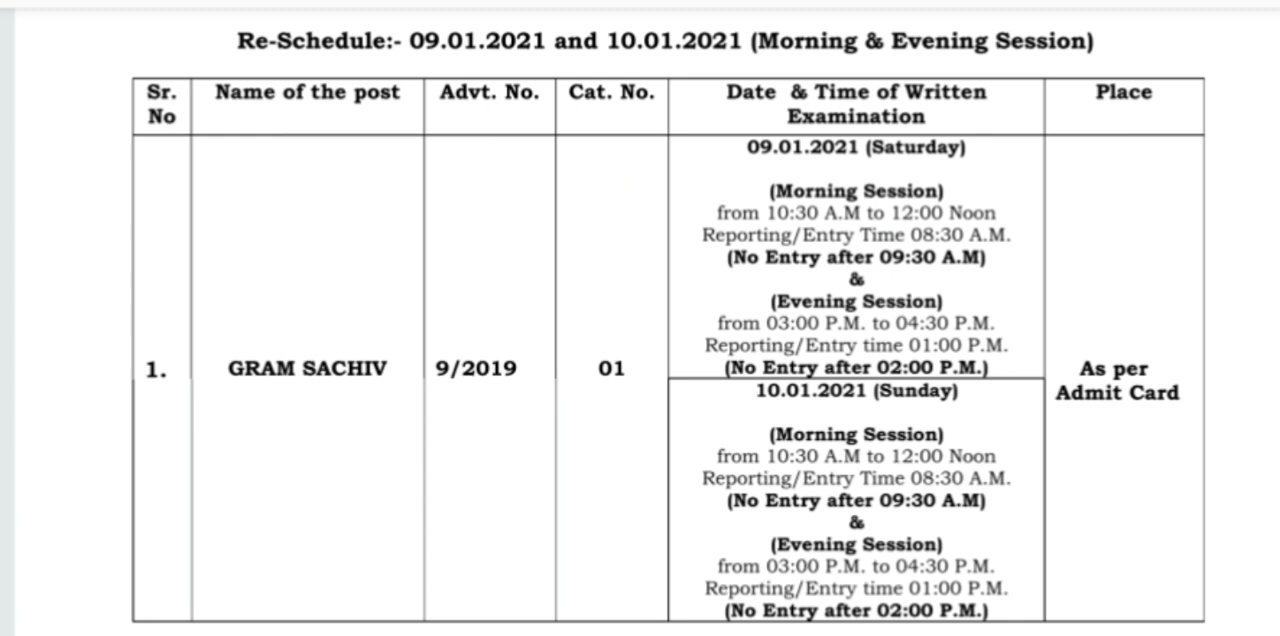 Re-Schedule:- 09.01.2021 and 10.01.2021 (Morning & Evening Session)
Sr. No
Name of the post
Advt. No.
Cat. No.
Date & Time of Written
Examination
Place
1.
GRAM SACHIV
9/2019
01
09.01.2021 (Saturday)
(Morning Session)
from 10:30 A.M to 12:00 Noon
Reporting/Entry Time 08:30 A.M.
(No Entry after 09:30 A.M)
&
(Evening Session)
from 03:00 P.M. to 04:30 P.M.
Reporting/Entry time 01:00 P.M.
(No Entry after 02:00 P.M.)
10.01.2021 (Sunday)
(Morning Session)
from 10:30 A.M to 12:00 Noon
Reporting/Entry Time 08:30 A.M.
(No Entry after 09:30 A.M)
&
(Evening Session)
from 03:00 P.M. to 04:30 P.M.
Reporting/Entry time 01:00 P.M.
(No Entry after 02:00 P.M.)
As per
Admit Card